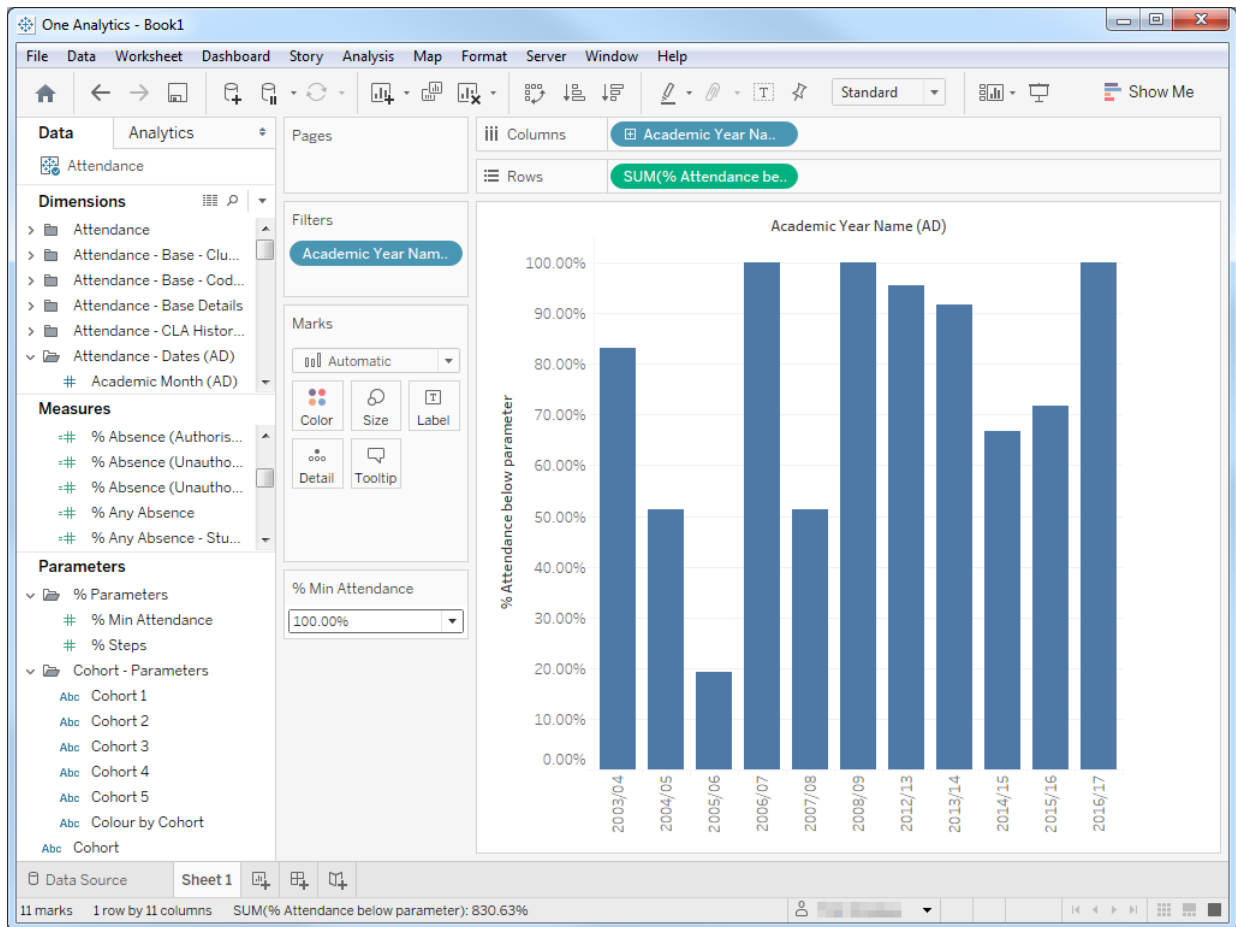 One Analytics - Book1
File Data Worksheet Dashboard Story Analysis Map Format Server Window Help
Standard
Show Me
Data Analytics
Attendance
Dimensions
Attendance
Attendance - Base - Clu...
Attendance - Base - Cod...
Attendance - Base Details
Attendance - CLA Histor...
Attendance - Dates (AD)
# Academic Month (AD)
Measures
=# % Absence (Authoris...
=# % Absence (Unautho...
=# % Absence (Unautho...
=# % Any Absence
=# % Any Absence - Stu...
Parameters
% Parameters
# % Min Attendance
# % Steps
Cohort - Parameters
Abc Cohort 1
Abc Cohort 2
Abc Cohort 3
Abc Cohort 4
Abc Cohort 5
Abc Colour by Cohort
Abc Cohort
Pages
Filters
Academic Year Nam..
Marks
Automatic
Color Size T Label
Detail Tooltip
% Min Attendance
100.00%
Columns Academic Year Na..
Rows SUM(% Attendance be..
Academic Year Name (AD)
% Attendance below parameter
100.00%
90.00%
80.00%
70.00%
60.00%
50.00%
40.00%
30.00%
20.00%
10.00%
0.00%
2003/04
2004/05
2005/06
2006/07
2007/08
2008/09
2012/13
2013/14
2014/15
2015/16
2016/17
Data Source Sheet 1
11 marks 1 row by 11 columns SUM(% Attendance below parameter): 830.63%